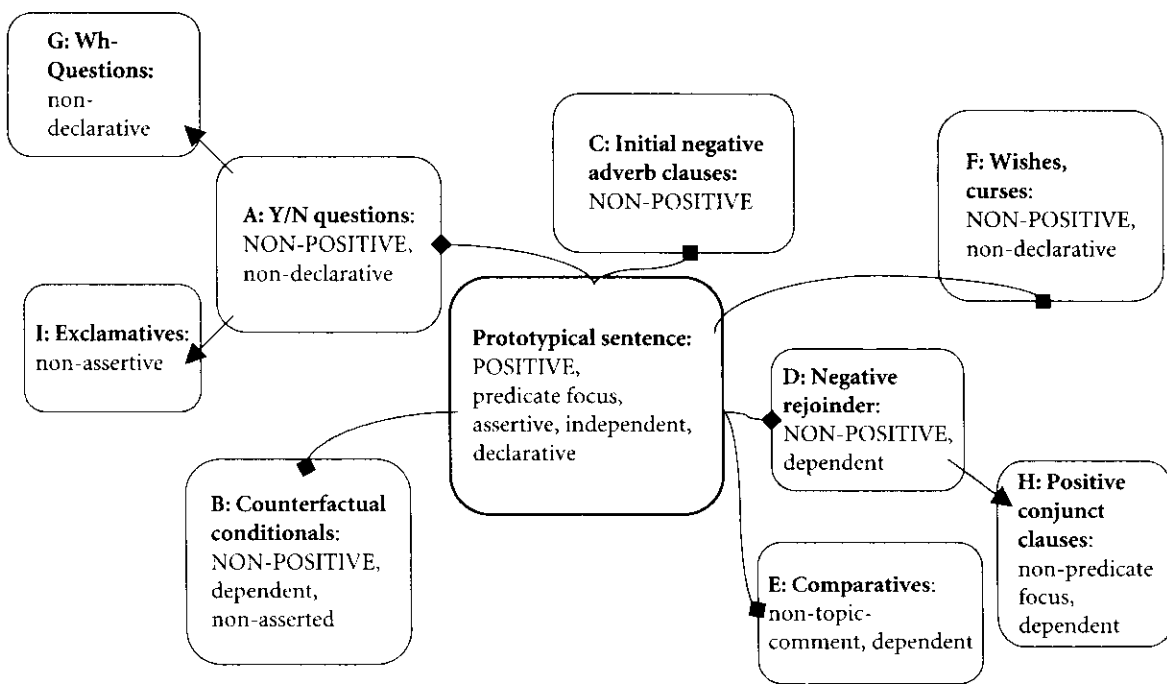 G: Wh-
Questions:
non-
declarative
C: Initial negative
adverb clauses:
NON-POSITIVE
F: Wishes,
curses:
NON-POSITIVE,
non-declarative
A: Y/N questions:
NON-POSITIVE,
non-declarative
I: Exclamatives:
non-assertive
Prototypical sentence:
POSITIVE,
predicate focus,
assertive, independent,
declarative
D: Negative
rejoinder:
NON-POSITIVE,
dependent
B: Counterfactual
conditionals:
NON-POSITIVE,
dependent,
non-asserted
H: Positive
conjunct
clauses:
non-predicate
focus,
dependent
E: Comparatives:
non-topic-
comment, dependent